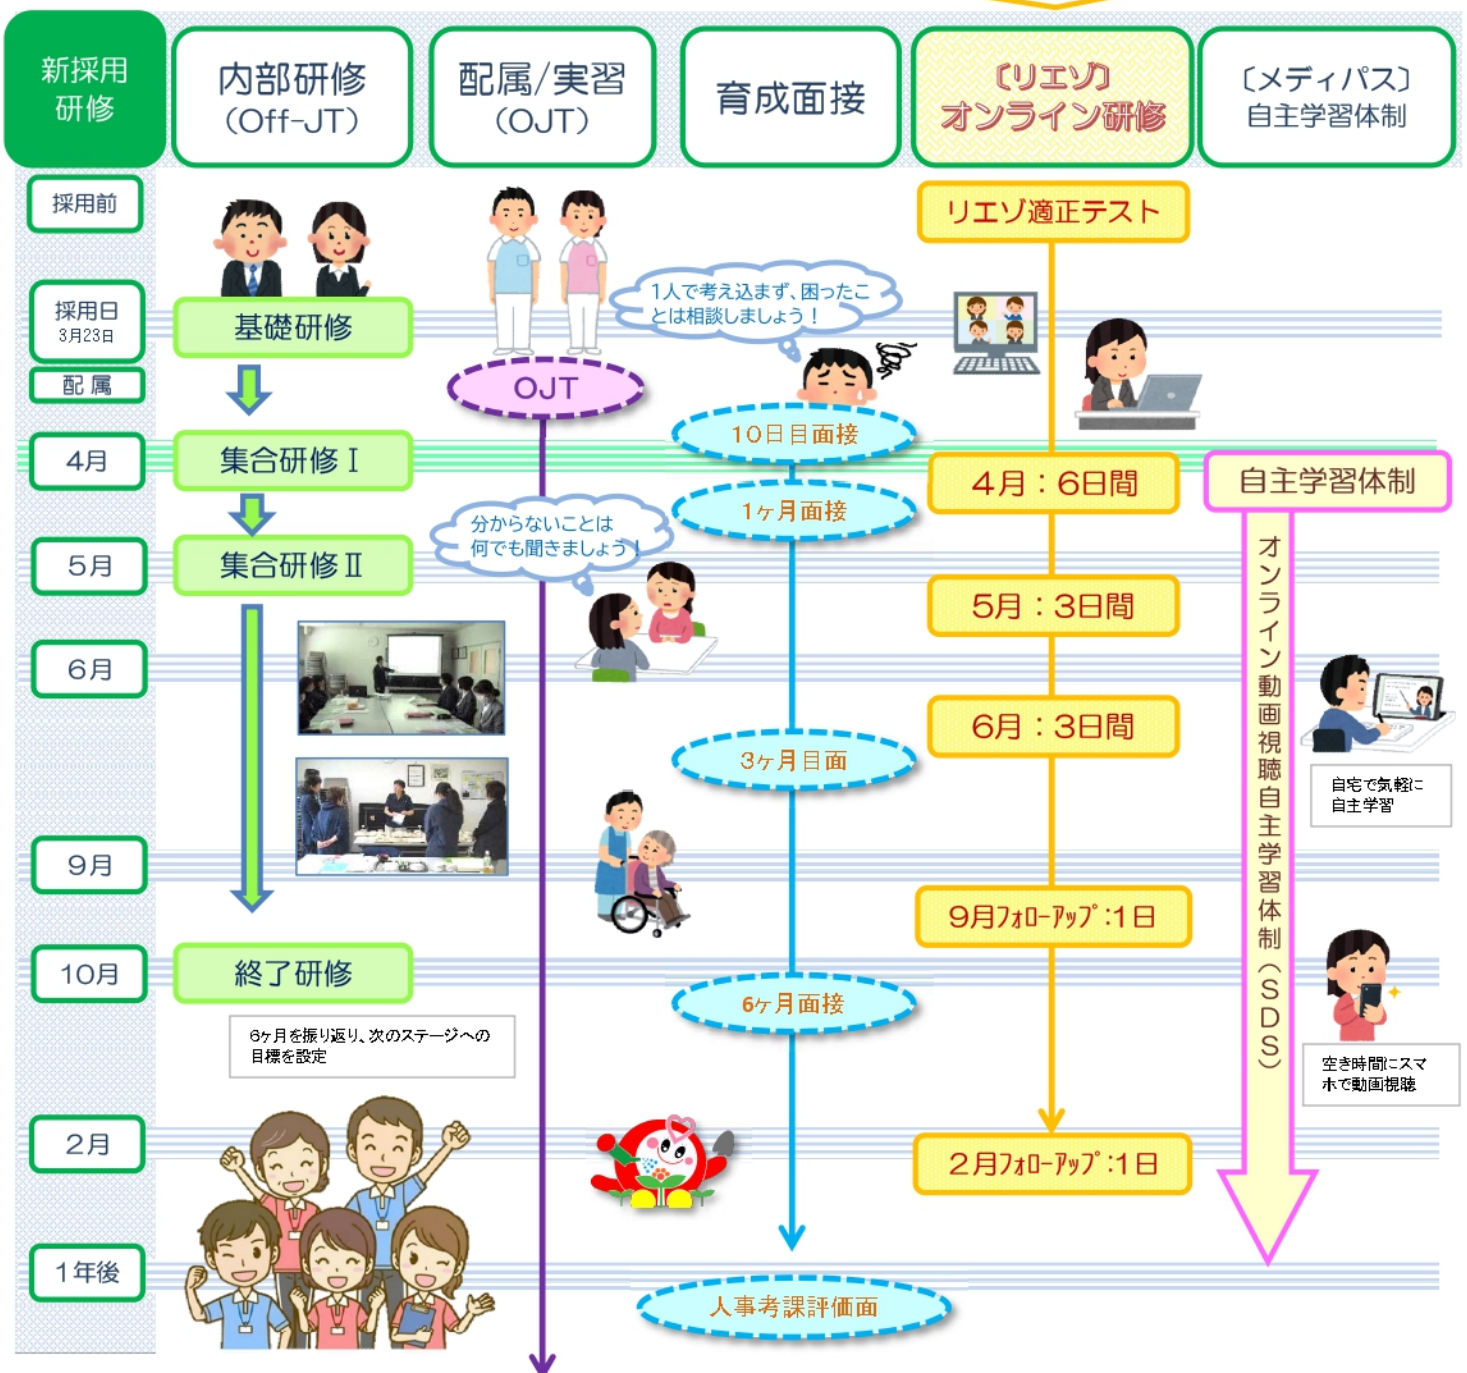 新採用
研修
内部研修
(Off-JT)
配属/実習
(OJT)
育成面接
〔リエゾ〕
オンライン研修
〔メディパス〕
自主学習体制
採用前
リエゾ適正テスト
採用日
3月23日
基礎研修
1人で考え込まず、困ったこ
とは相談しましょう！
配属
OJT
10日目面接
4月
集合研修Ⅰ
4月：6日間
自主学習体制
1ヶ月面接
分からないことは
何でも聞きましょう！
5月
集合研修Ⅱ
5月：3日間
オンライン動画視聴自主学習体制（SDS）
6月
6月：3日間
3ヶ月目面
自宅で気軽に
自主学習
9月
9月ﾌｫﾛｰｱｯﾌﾟ:1日
10月
終了研修
6ヶ月面接
6ヶ月を振り返り、次のステージへの
目標を設定
空き時間にスマ
ホで動画視聴
2月
2月ﾌｫﾛｰｱｯﾌﾟ:1日
1年後
人事考課評価面